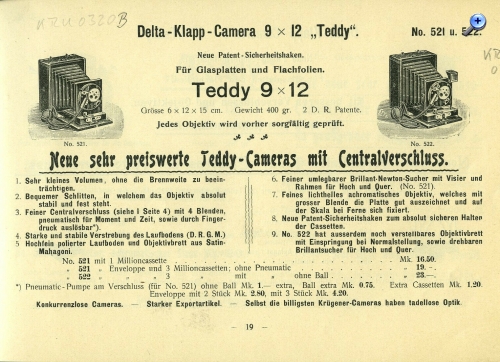 KRU0320B
Delta-Klapp-Camera 9 × 12 „Teddy“.
No. 521 u. 522.
Neue Patent-Sicherheitshaken.
Für Glasplatten und Flachfolien.
Teddy 9 × 12
Grösse 6 × 12 × 15 cm. Gewicht 400 gr. 2 D. R. Patente.
Jedes Objektiv wird vorher sorgfältig geprüft.
No. 521.
No. 522.
Neue sehr preiswerte Teddy-Cameras mit Centralverschluss.
1. Sehr kleines Volumen, ohne die Brennweite zu beein-
trächtigen.
2. Bequemer Schlitten, in welchem das Objektiv absolut
stabil und fest steht.
3. Feiner Centralverschluss (siehe 1 Seite 4) mit 4 Blenden,
pneumatisch für Moment und Zeit, sowie durch Finger-
druck auslösbar*).
4. Starke und stabile Verstrebung des Laufbodens (D. R. G. M.)
5 Hochfein polierter Laufboden und Objektivbrett aus Satin-
Mahagoni.
6. Feiner umlegbarer Brillant-Newton-Sucher mit Visier und
Rahmen für Hoch und Quer. (No. 521).
7. Feines lichthelles automatisches Objektiv, welches mit
grosser Blende die Platte gut auszeichnet und auf
der Skala bei Ferne sich fixiert.
8. Neue Patent-Sicherheitshaken zum absolut sicheren Halten
der Cassetten.
9. No. 522 hat ausserdem noch verstellbares Objektivbrett
mit Einspringung bei Normalstellung, sowie drehbaren
Brillantsucher für Hoch und Quer.
No. 521 mit 1 Millioncassette Mk. 16.50.
„ 521 „ Enveloppe und 3 Millioncassetten; ohne Pneumatic „ 19.—
„ 522 „ „ „ 3 „ mit „ ohne Ball „ 23.—
*) Pneumatic-Pumpe am Verschluss (für No. 521) ohne Ball Mk. 1.— extra, Ball extra Mk. 0.75. Extra Cassetten Mk. 1.20.
Enveloppe mit 2 Stück Mk. 2.80, mit 3 Stück Mk. 4.20.
Konkurrenzlose Cameras. — Starker Exportartikel. — Selbst die billigsten Krügener-Cameras haben tadellose Optik.
— 19 —